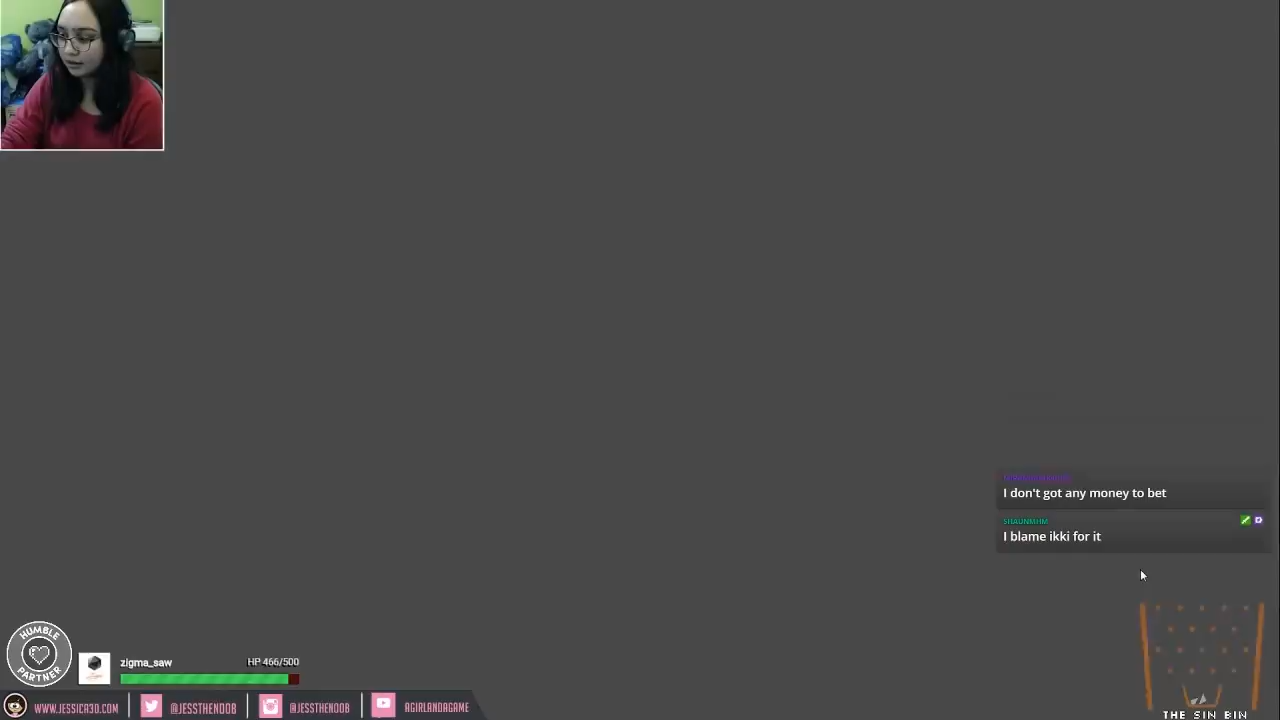 I don't got any money to bet
SHAUNMHM
I blame ikki for it
HUMBLE
PARTNER
zigma_saw HP 466/500
WWW.JESSICA3D.COM @JESSTHENOOB @JESSTHENOOB AGIRLANDAGAME
THE SIN BIN